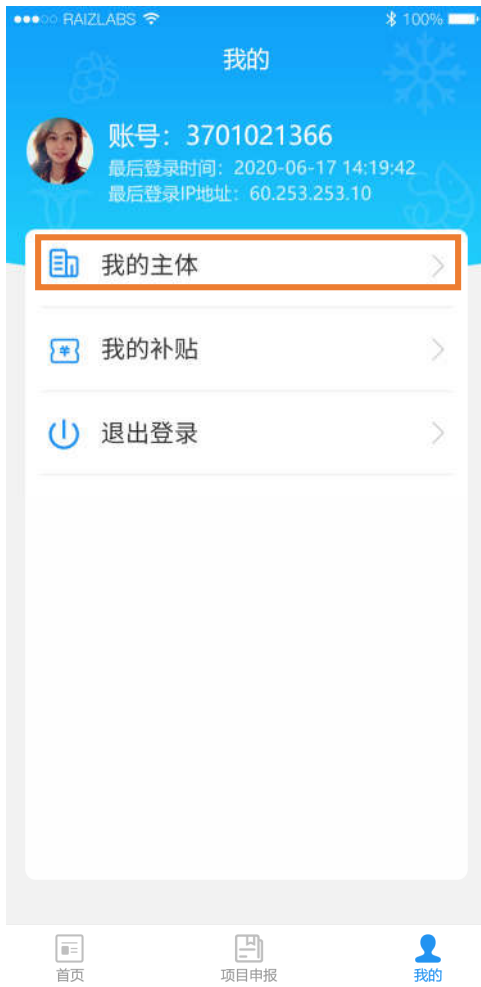 RAIZLABS 100%
我的
账号：3701021366
最后登录时间：2020-06-17 14:19:42
最后登录IP地址：60.253.253.10
我的主体
我的补贴
退出登录
首页 项目申报 我的